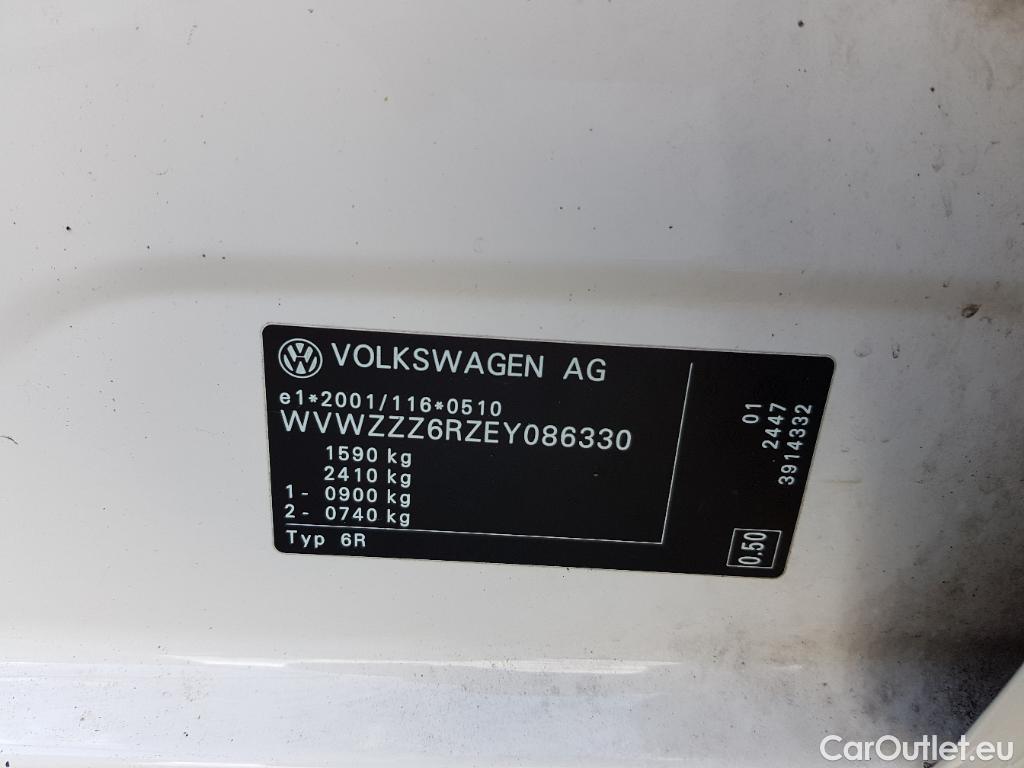 VOLKSWAGEN AG
e1*2001/116*0510
WVWZZZ6RZEY086330
1590 kg
2410 kg
1- 0900 kg
2- 0740 kg
Typ 6R
01
2447
3914332
0.50
CarOutlet.eu